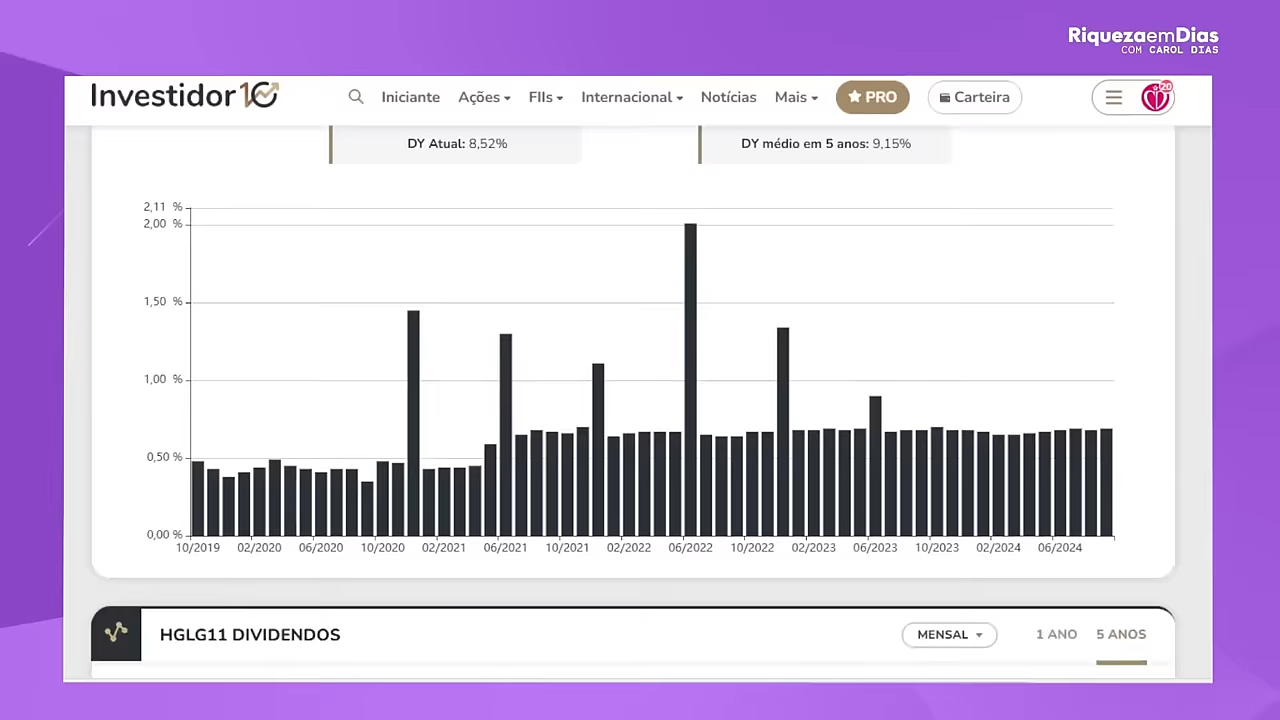 RiquezaemDias
COM CAROL DIAS
Investidor 10
Iniciante
Ações
FIIs
Internacional
Notícias
Mais
PRO
Carteira
20
DY Atual: 8,52%
DY médio em 5 anos: 9,15%
2,11 %
2,00 %
1,50 %
1,00 %
0,50 %
0,00 %
10/2019 02/2020 06/2020 10/2020 02/2021 06/2021 10/2021 02/2022 06/2022 10/2022 02/2023 06/2023 10/2023 02/2024 06/2024
HGLG11 DIVIDENDOS
MENSAL
1 ANO
5 ANOS